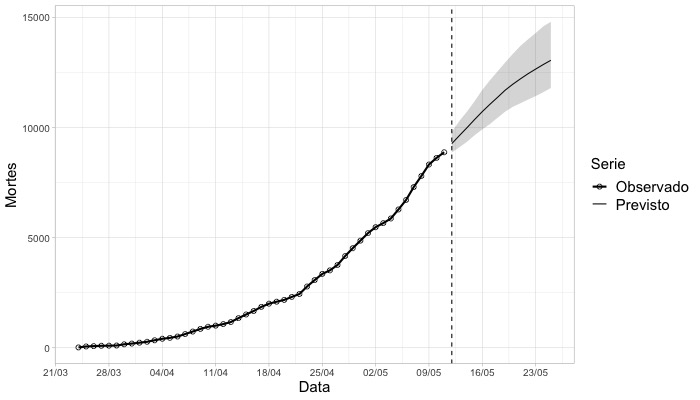 15000
10000
5000
0
Mortes
21/03 28/03 04/04 11/04 18/04 25/04 02/05 09/05 16/05 23/05
Data
Serie
Observado
Previsto